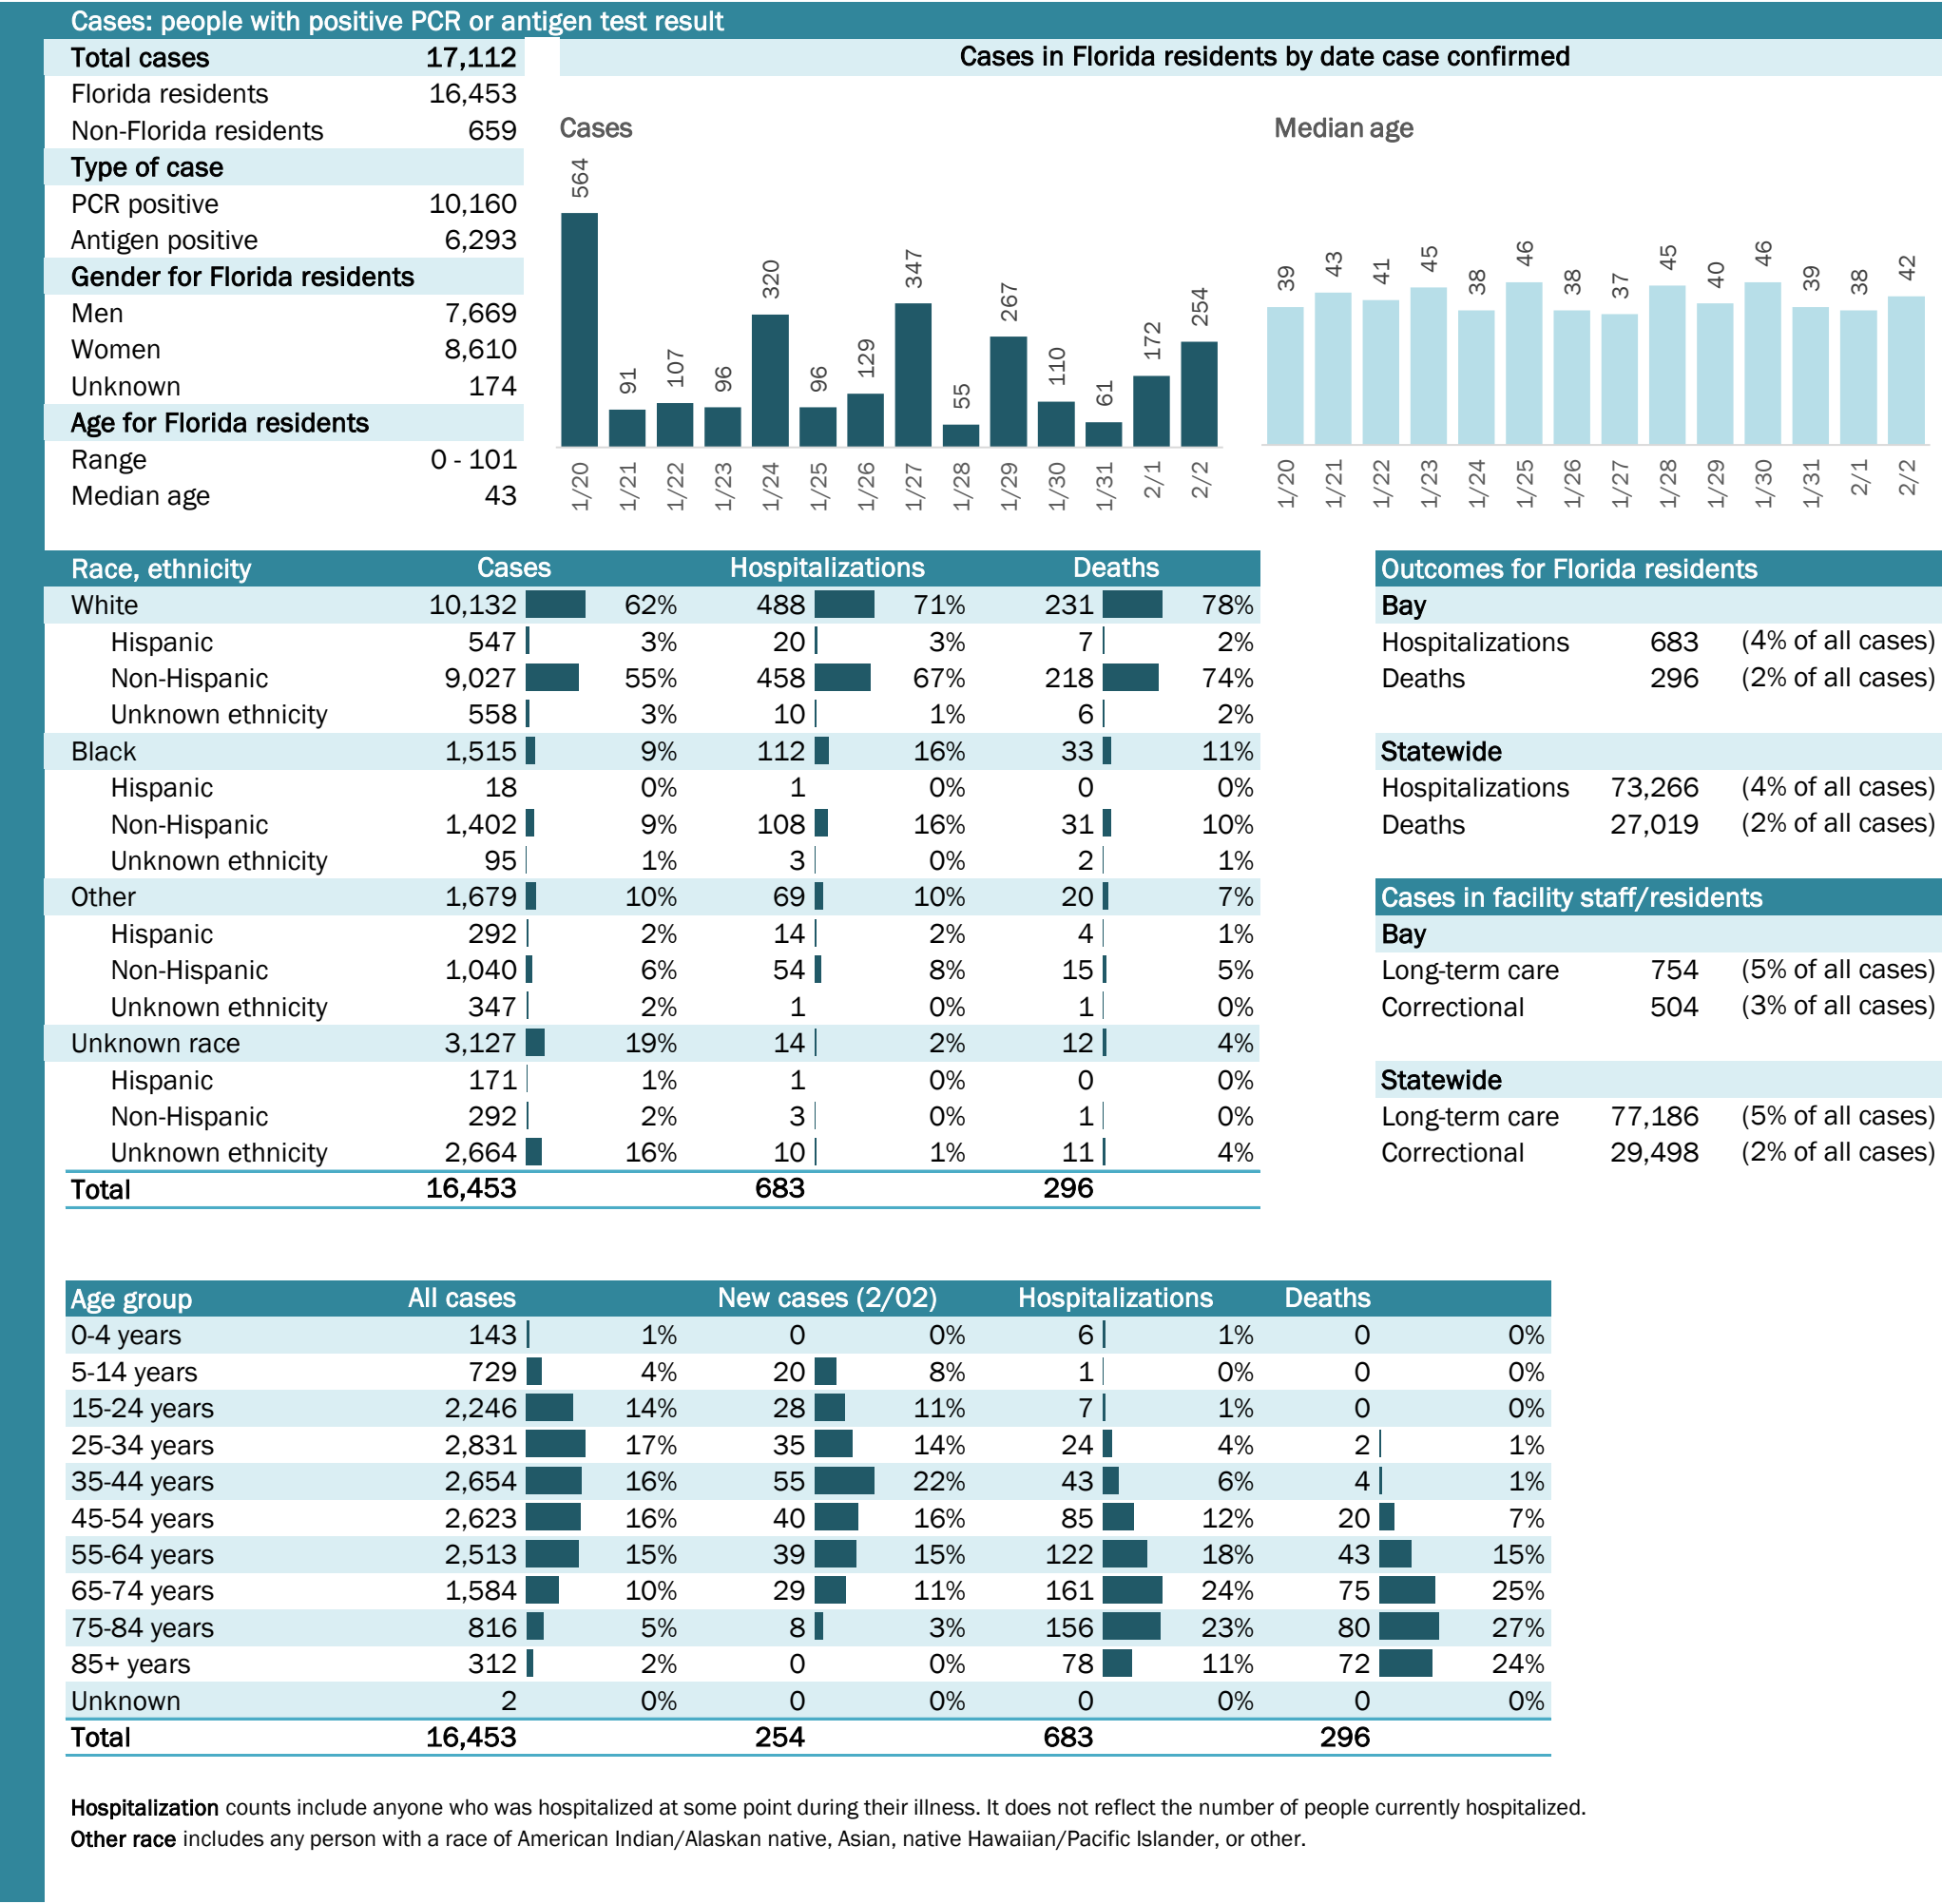 Cases: people with positive PCR or antigen test result
Total cases 17,112
Florida residents 16,453
Non-Florida residents 659
Type of case
PCR positive 10,160
Antigen positive 6,293
Gender for Florida residents
Men 7,669
Women 8,610
Unknown 174
Age for Florida residents
Range 0 - 101
Median age 43
Cases in Florida residents by date case confirmed
Cases
564 91 107 96 320 96 129 347 55 267 110 61 172 254
1/20 1/21 1/22 1/23 1/24 1/25 1/26 1/27 1/28 1/29 1/30 1/31 2/1 2/2
Median age
39 43 41 45 38 46 38 37 45 40 46 39 38 42
1/20 1/21 1/22 1/23 1/24 1/25 1/26 1/27 1/28 1/29 1/30 1/31 2/1 2/2
Race, ethnicity Cases Hospitalizations Deaths
White 10,132 62% 488 71% 231 78%
Hispanic 547 3% 20 3% 7 2%
Non-Hispanic 9,027 55% 458 67% 218 74%
Unknown ethnicity 558 3% 10 1% 6 2%
Black 1,515 9% 112 16% 33 11%
Hispanic 18 0% 1 0% 0 0%
Non-Hispanic 1,402 9% 108 16% 31 10%
Unknown ethnicity 95 1% 3 0% 2 1%
Other 1,679 10% 69 10% 20 7%
Hispanic 292 2% 14 2% 4 1%
Non-Hispanic 1,040 6% 54 8% 15 5%
Unknown ethnicity 347 2% 1 0% 1 0%
Unknown race 3,127 19% 14 2% 12 4%
Hispanic 171 1% 1 0% 0 0%
Non-Hispanic 292 2% 3 0% 1 0%
Unknown ethnicity 2,664 16% 10 1% 11 4%
Total 16,453 683 296
Outcomes for Florida residents
Bay
Hospitalizations 683 (4% of all cases)
Deaths 296 (2% of all cases)
Statewide
Hospitalizations 73,266 (4% of all cases)
Deaths 27,019 (2% of all cases)
Cases in facility staff/residents
Bay
Long-term care 754 (5% of all cases)
Correctional 504 (3% of all cases)
Statewide
Long-term care 77,186 (5% of all cases)
Correctional 29,498 (2% of all cases)
Age group All cases New cases (2/02) Hospitalizations Deaths
0-4 years 143 1% 0 0% 6 1% 0 0%
5-14 years 729 4% 20 8% 1 0% 0 0%
15-24 years 2,246 14% 28 11% 7 1% 0 0%
25-34 years 2,831 17% 35 14% 24 4% 2 1%
35-44 years 2,654 16% 55 22% 43 6% 4 1%
45-54 years 2,623 16% 40 16% 85 12% 20 7%
55-64 years 2,513 15% 39 15% 122 18% 43 15%
65-74 years 1,584 10% 29 11% 161 24% 75 25%
75-84 years 816 5% 8 3% 156 23% 80 27%
85+ years 312 2% 0 0% 78 11% 72 24%
Unknown 2 0% 0 0% 0 0% 0 0%
Total 16,453 254 683 296
Hospitalization counts include anyone who was hospitalized at some point during their illness. It does not reflect the number of people currently hospitalized.
Other race includes any person with a race of American Indian/Alaskan native, Asian, native Hawaiian/Pacific Islander, or other.